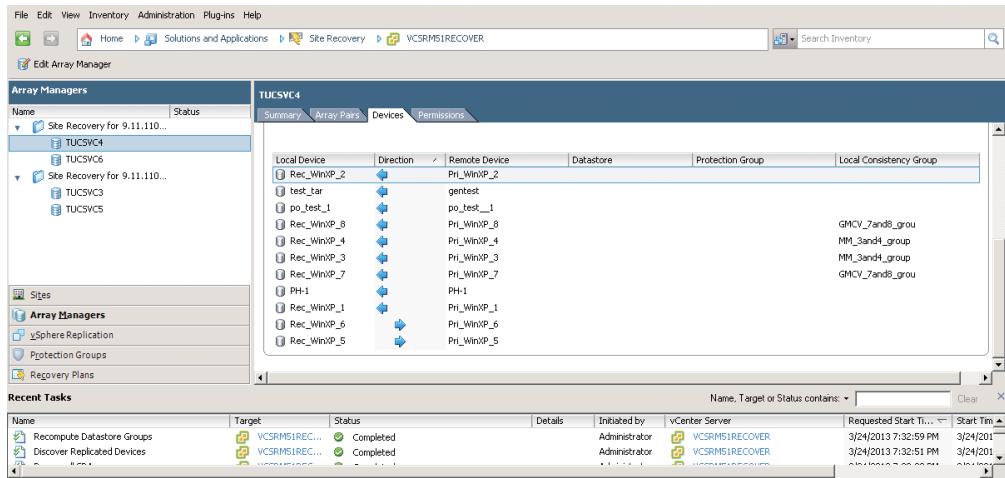 File Edit View Inventory Administration Plug-ins Help
Home Solutions and Applications Site Recovery VCSRM51RECOVER Search Inventory
Edit Array Manager
Array Managers
Name Status
Site Recovery for 9.11.110...
TUCSVC4
TUCSVC6
Site Recovery for 9.11.110...
TUCSVC3
TUCSVC5
Sites
Array Managers
vSphere Replication
Protection Groups
Recovery Plans
TUCSVC4
Summary Array Pairs Devices Permissions
Local Device Direction Remote Device Datastore Protection Group Local Consistency Group
Rec_WinXP_2 Pri_WinXP_2
test_tar gentest
po_test_1 po_test__1
Rec_WinXP_8 Pri_WinXP_8 GMCV_7and8_grou
Rec_WinXP_4 Pri_WinXP_4 MM_3and4_group
Rec_WinXP_3 Pri_WinXP_3 MM_3and4_group
Rec_WinXP_7 Pri_WinXP_7 GMCV_7and8_grou
PH-1 PH-1
Rec_WinXP_1 Pri_WinXP_1
Rec_WinXP_6 Pri_WinXP_6
Rec_WinXP_5 Pri_WinXP_5
Recent Tasks Name, Target or Status contains: Clear
Name Target Status Details Initiated by vCenter Server Requested Start Ti... Start Tim
Recompute Datastore Groups VCSRM51REC... Completed Administrator VCSRM51RECOVER 3/24/2013 7:32:59 PM 3/24/201
Discover Replicated Devices VCSRM51REC... Completed Administrator VCSRM51RECOVER 3/24/2013 7:32:51 PM 3/24/201